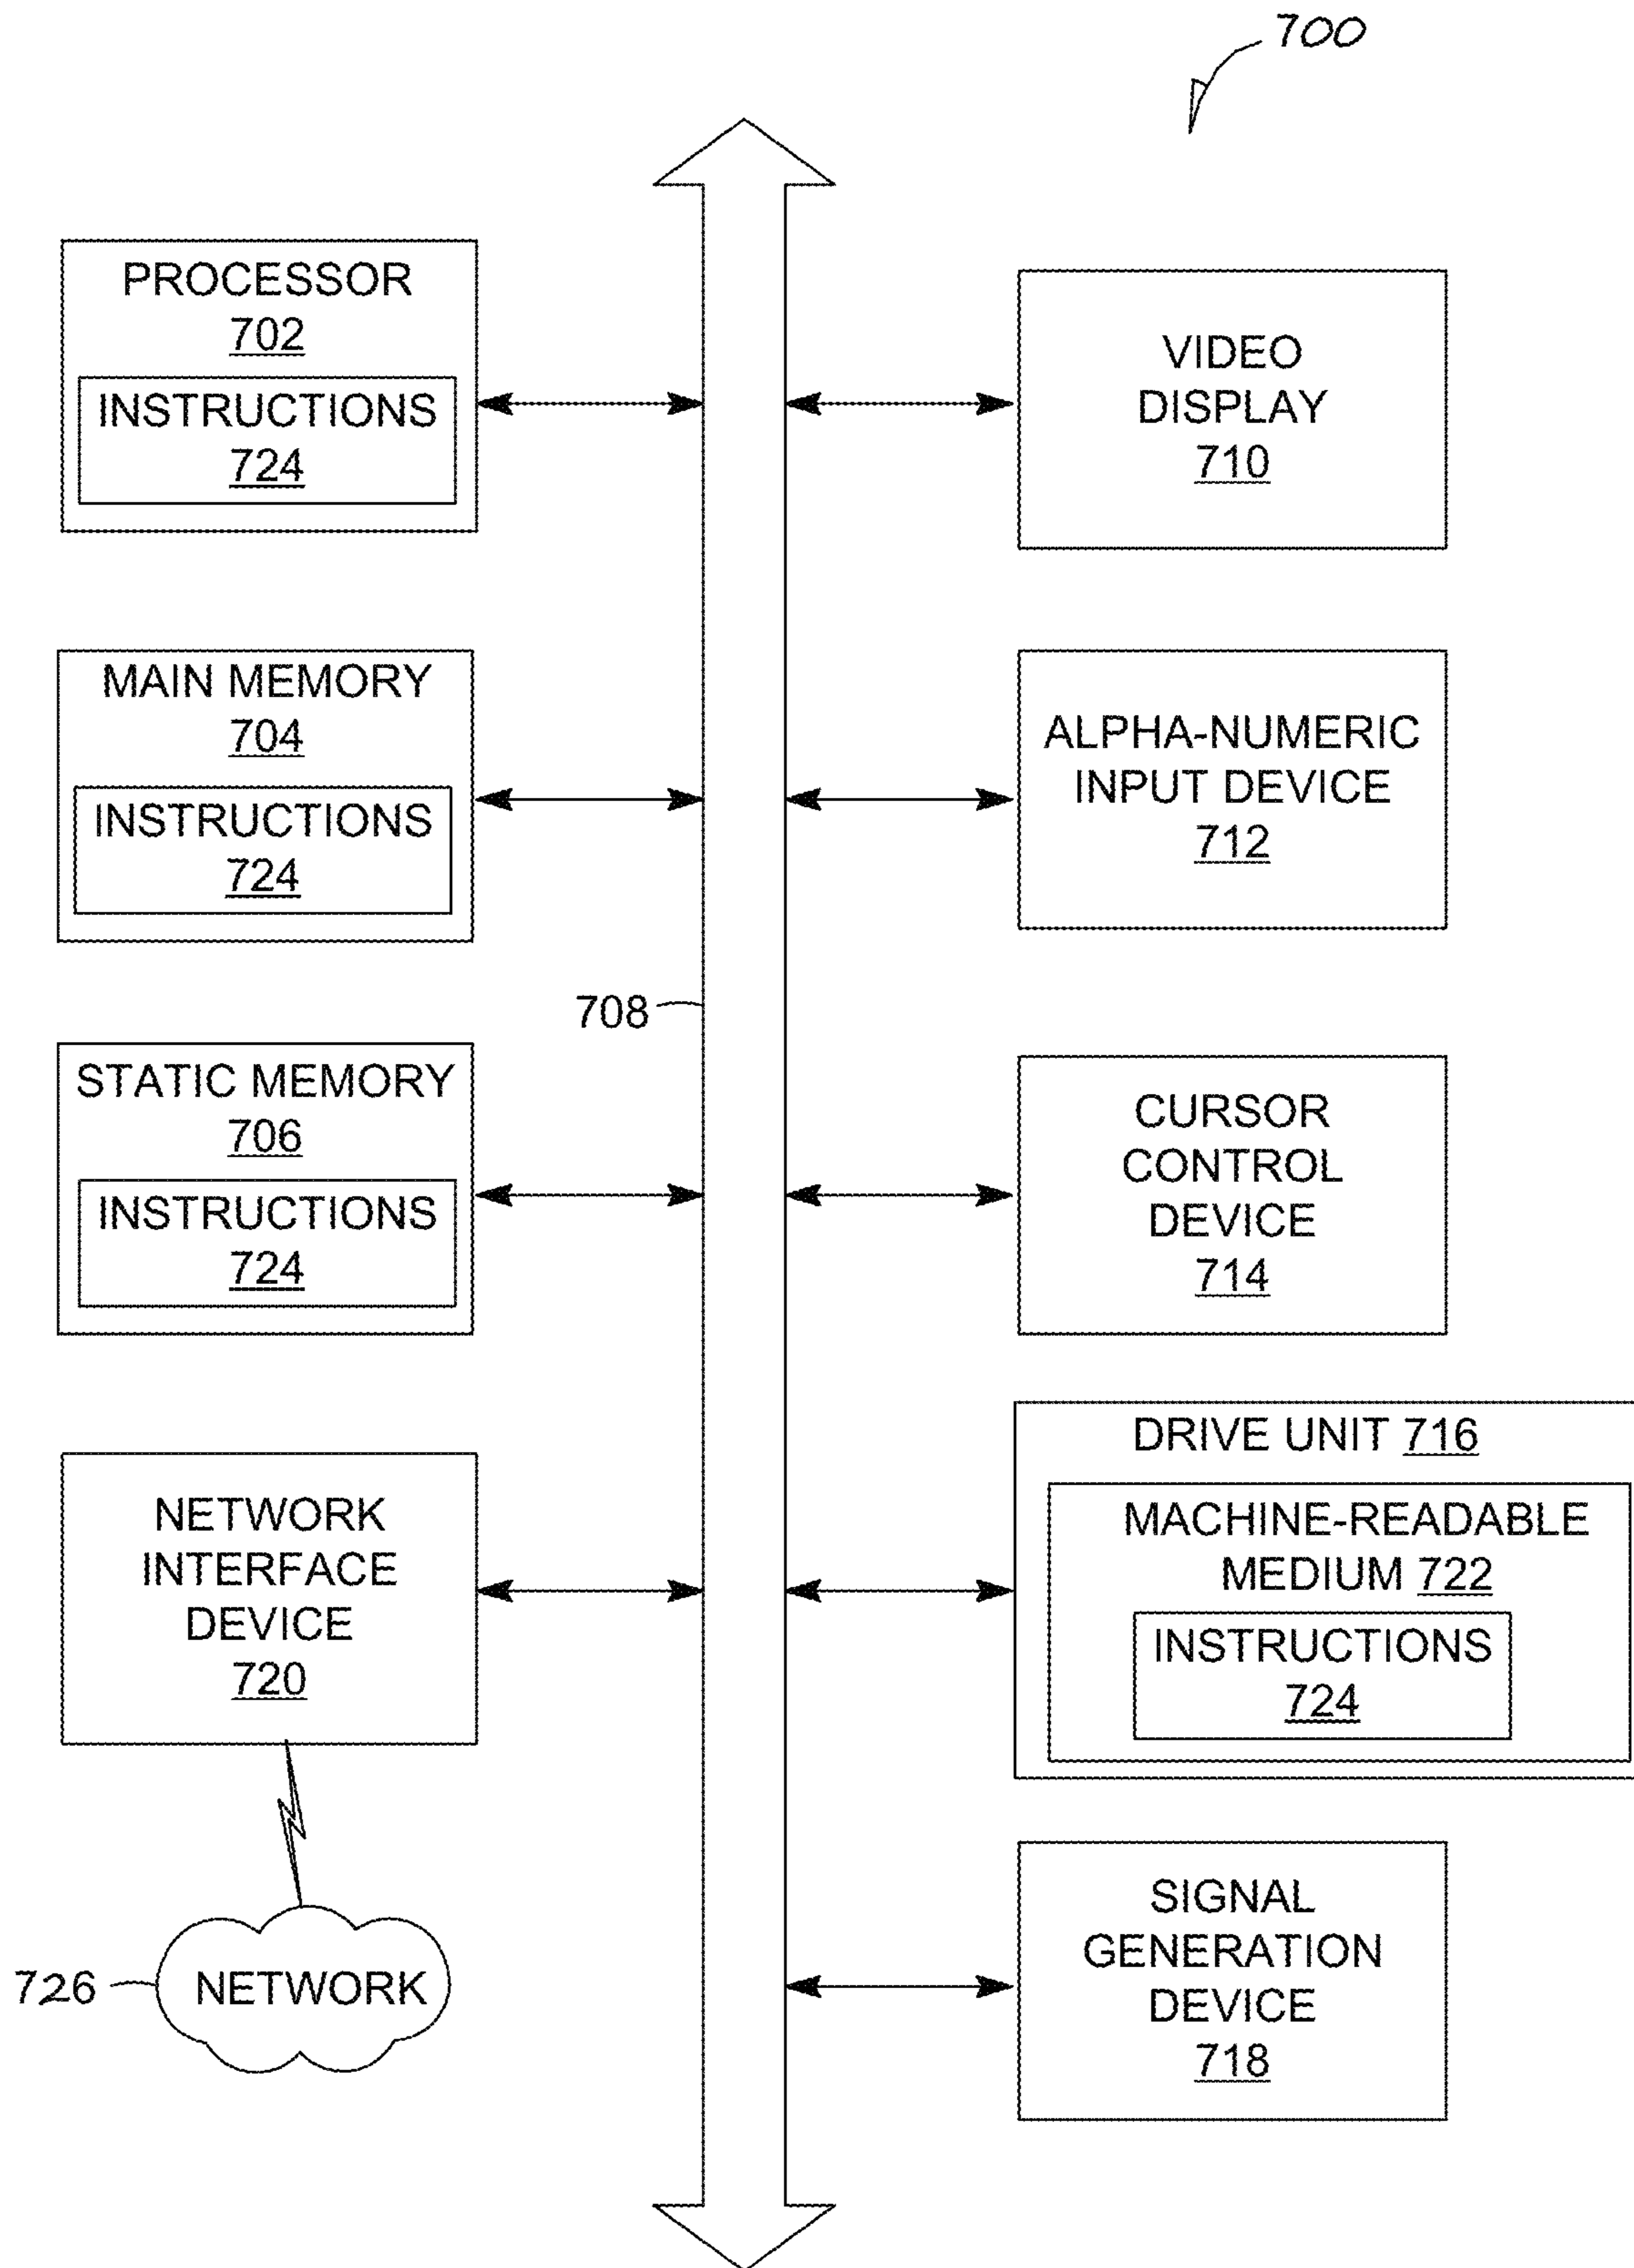 700
PROCESSOR
702
INSTRUCTIONS
724
VIDEO
DISPLAY
710
MAIN MEMORY
704
INSTRUCTIONS
724
ALPHA-NUMERIC
INPUT DEVICE
712
708
STATIC MEMORY
706
INSTRUCTIONS
724
CURSOR
CONTROL
DEVICE
714
NETWORK
INTERFACE
DEVICE
720
DRIVE UNIT 716
MACHINE-READABLE
MEDIUM 722
INSTRUCTIONS
724
726
NETWORK
SIGNAL
GENERATION
DEVICE
718